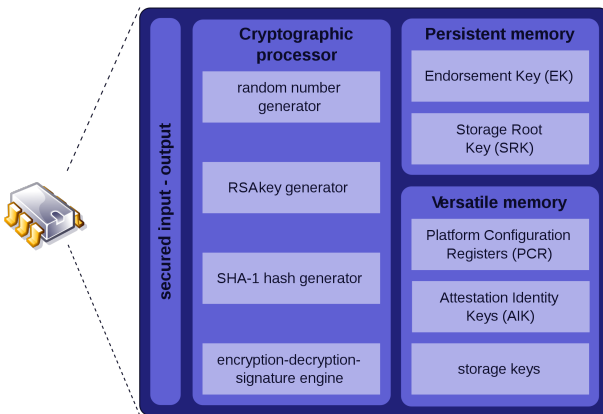 secured input - output
Cryptographic
processor
random number
generator
RSAkey generator
SHA-1 hash generator
encryption-decryption-
signature engine
Persistent memory
Endorsement Key (EK)
Storage Root
Key (SRK)
Versatile memory
Platform Configuration
Registers (PCR)
Attestation Identity
Keys (AIK)
storage keys